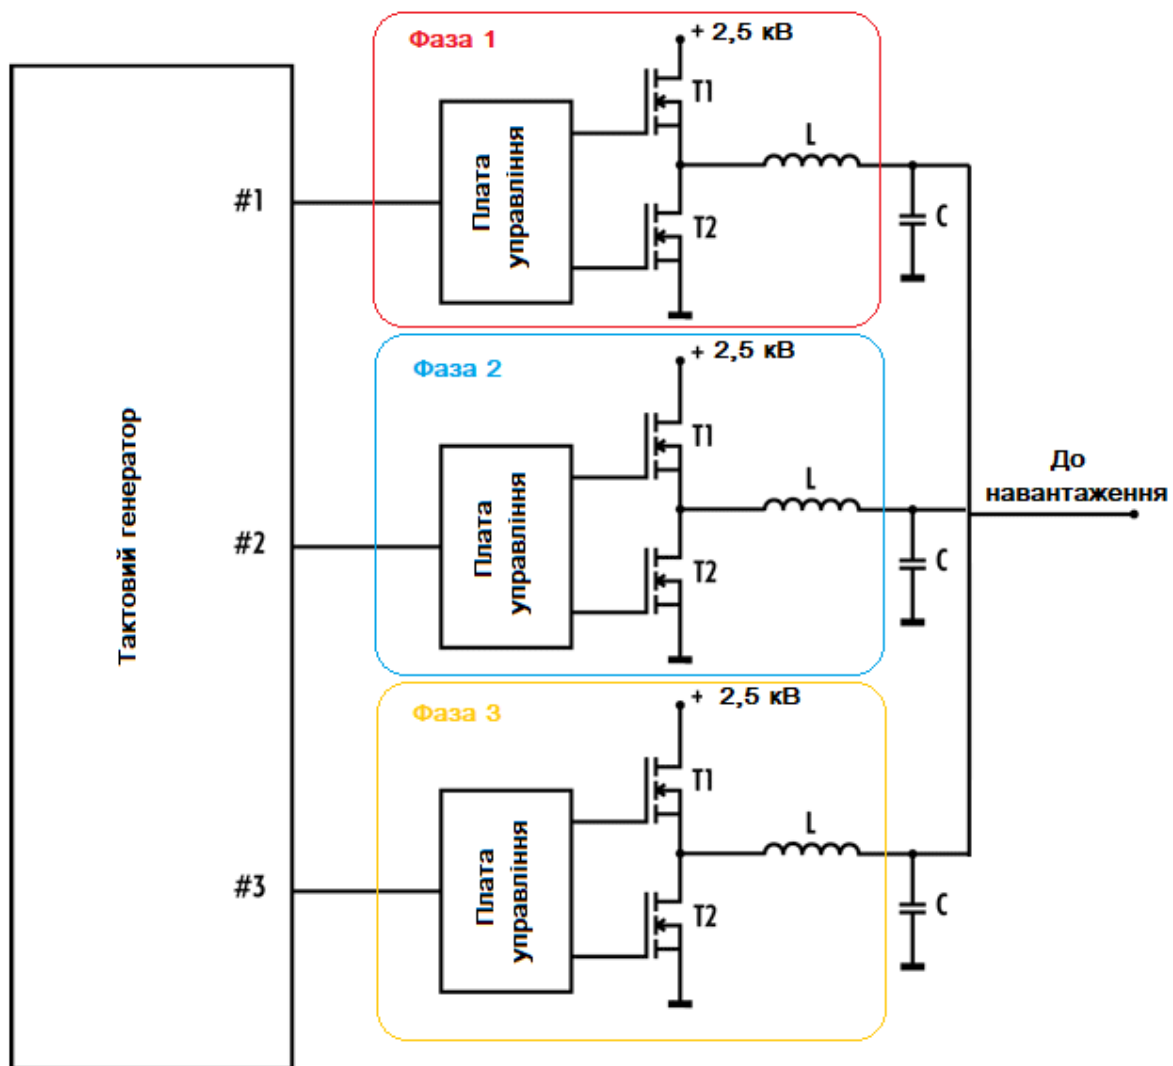 Фаза 1
+ 2,5 кВ
T1
L
#1
Плата
управління
T2
C
Фаза 2
+ 2,5 кВ
T1
L
До
навантаження
Тактовий генератор
#2
Плата
управління
T2
C
Фаза 3
+ 2,5 кВ
T1
L
#3
Плата
управління
T2
C